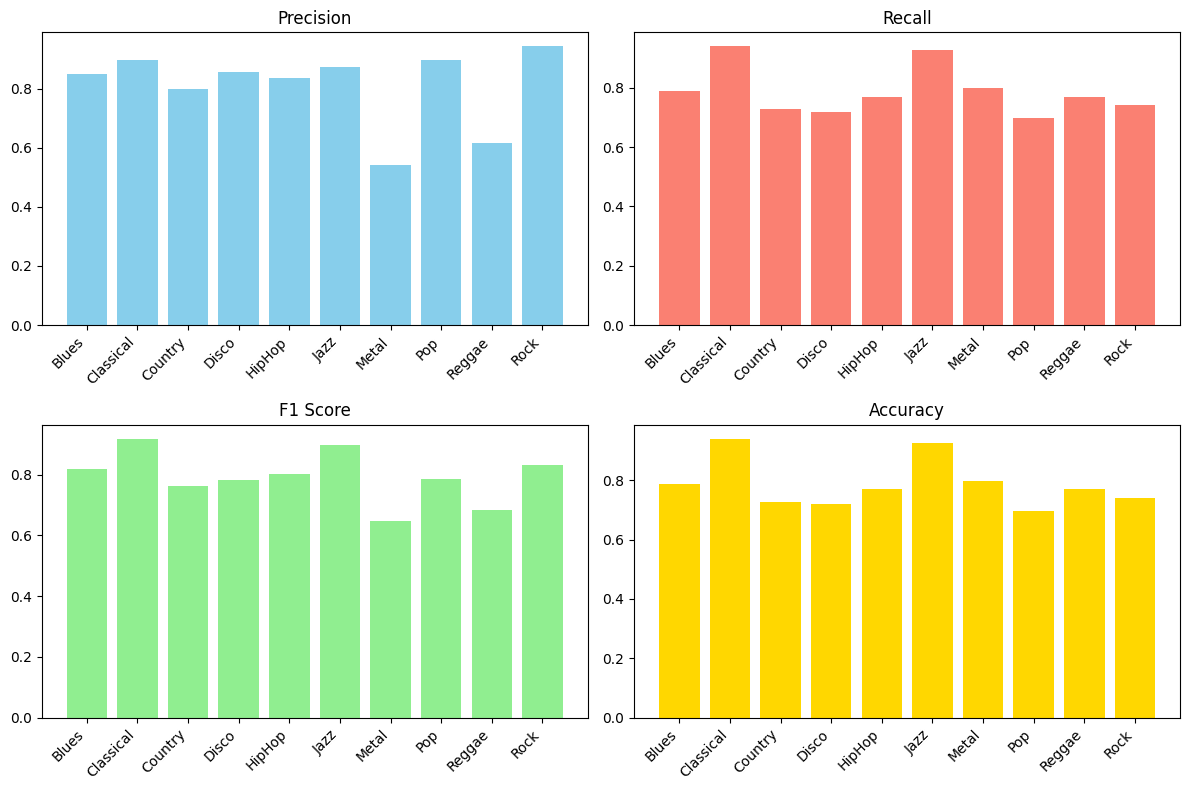 Precision
0.8
0.6
0.4
0.2
0.0
Blues
Classical
Country
Disco
HipHop
Jazz
Metal
Pop
Reggae
Rock
Recall
0.8
0.6
0.4
0.2
0.0
Blues
Classical
Country
Disco
HipHop
Jazz
Metal
Pop
Reggae
Rock
F1 Score
0.8
0.6
0.4
0.2
0.0
Blues
Classical
Country
Disco
HipHop
Jazz
Metal
Pop
Reggae
Rock
Accuracy
0.8
0.6
0.4
0.2
0.0
Blues
Classical
Country
Disco
HipHop
Jazz
Metal
Pop
Reggae
Rock